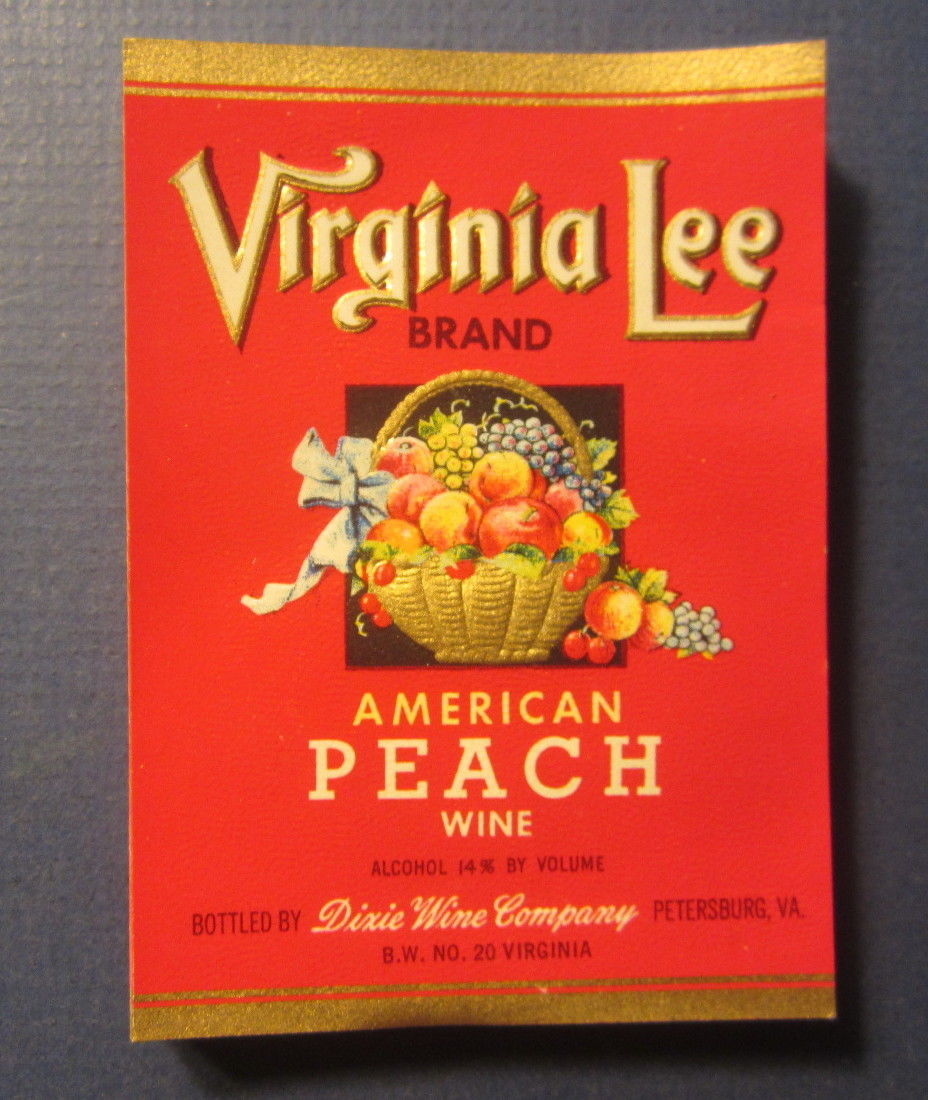 Virginia Lee
BRAND
AMERICAN
PEACH
WINE
ALCOHOL 14% BY VOLUME
BOTTLED BY Dixie Wine Company PETERSBURG, VA.
B.W. NO. 20 VIRGINIA